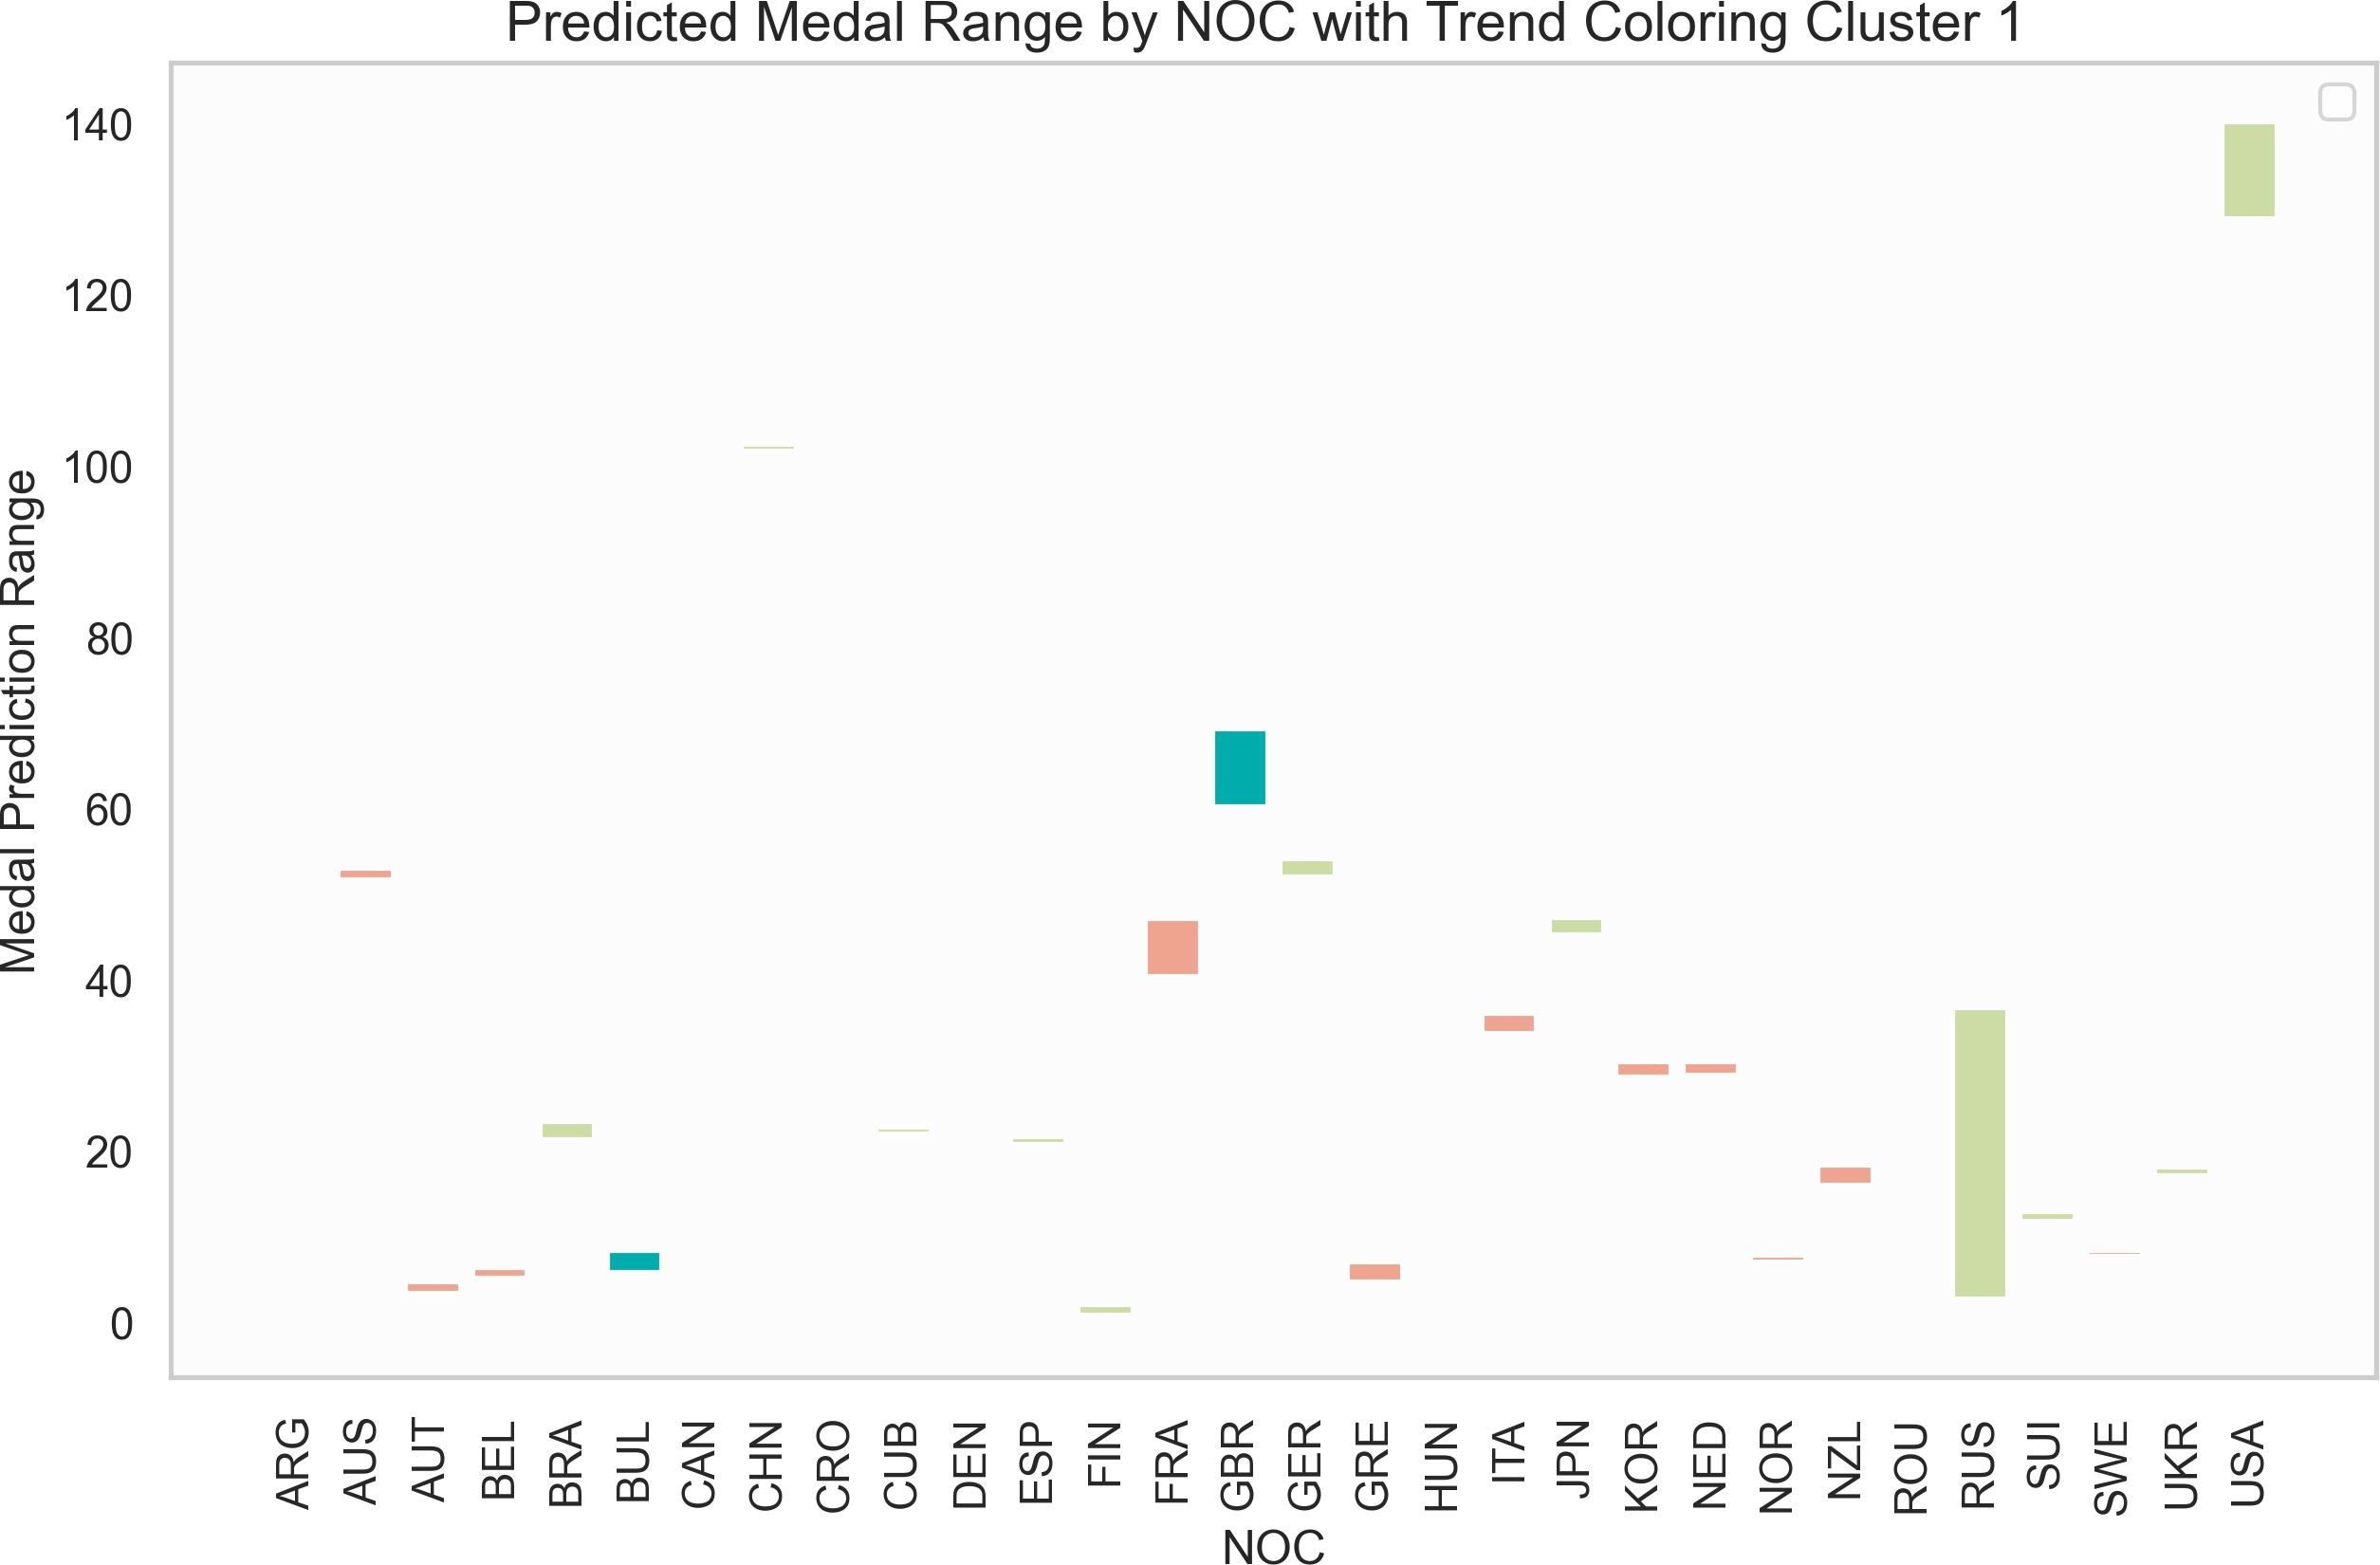 Predicted Medal Range by NOC with Trend Coloring Cluster 1
Medal Prediction Range
140
120
100
80
60
40
20
0
ARG
AUS
AUT
BEL
BRA
BUL
CAN
CHN
CRO
CUB
DEN
ESP
FIN
FRA
GBR
GER
GRE
HUN
ITA
JPN
KOR
NED
NOR
NZL
ROU
RUS
SUI
SWE
UKR
USA
NOC